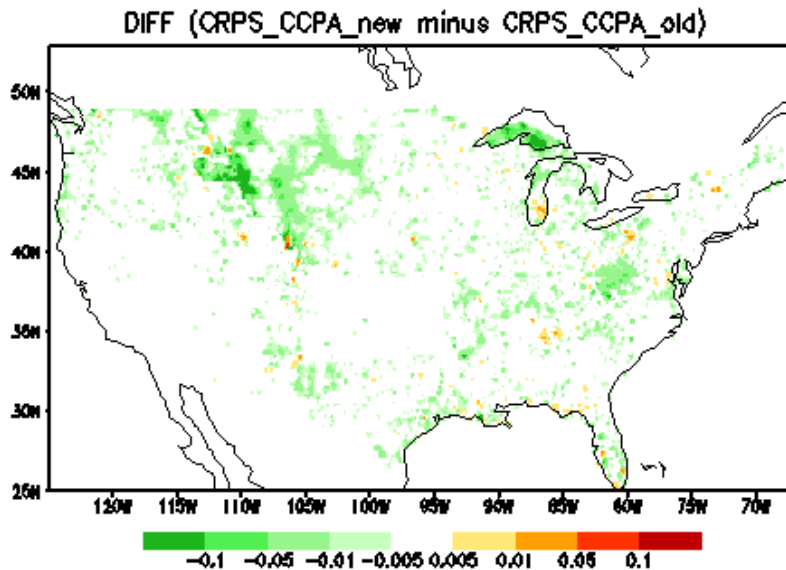 DIFF (CRPS_CCPA_new minus CRPS_CCPA_old)
50N
45N
40N
35N
30N
25N
120W 115W 110W 105W 100W 95W 90W 85W 80W 75W 70W
-0.1 -0.05 -0.01 -0.005 0.005 0.01 0.05 0.1